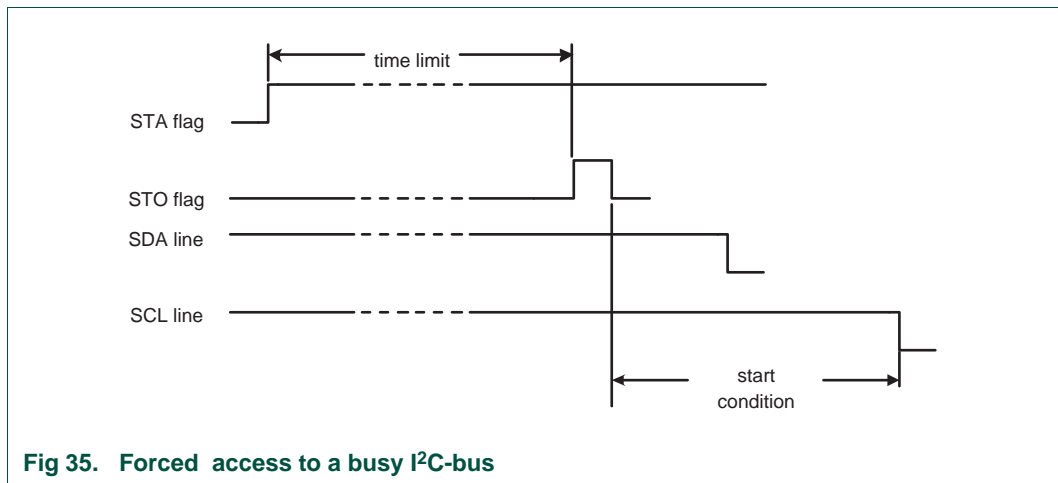 time limit
STA flag
STO flag
SDA line
SCL line
start
condition
Fig 35. Forced access to a busy I²C-bus